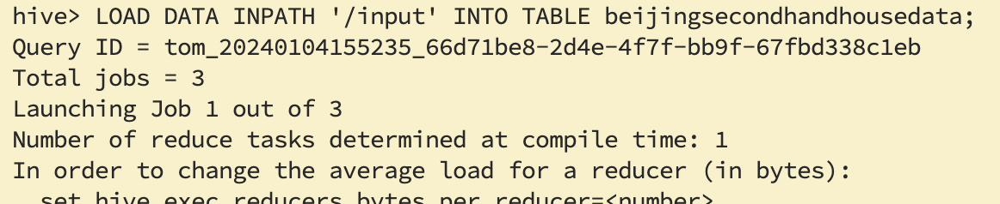 hive> LOAD DATA INPATH '/input' INTO TABLE beijingsecondhandhousedata;
Query ID = tom_20240104155235_66d71be8-2d4e-4f7f-bb9f-67fbd338c1eb
Total jobs = 3
Launching Job 1 out of 3
Number of reduce tasks determined at compile time: 1
In order to change the average load for a reducer (in bytes):
  set hive.exec.reducers.bytes.per.reducer=<number>